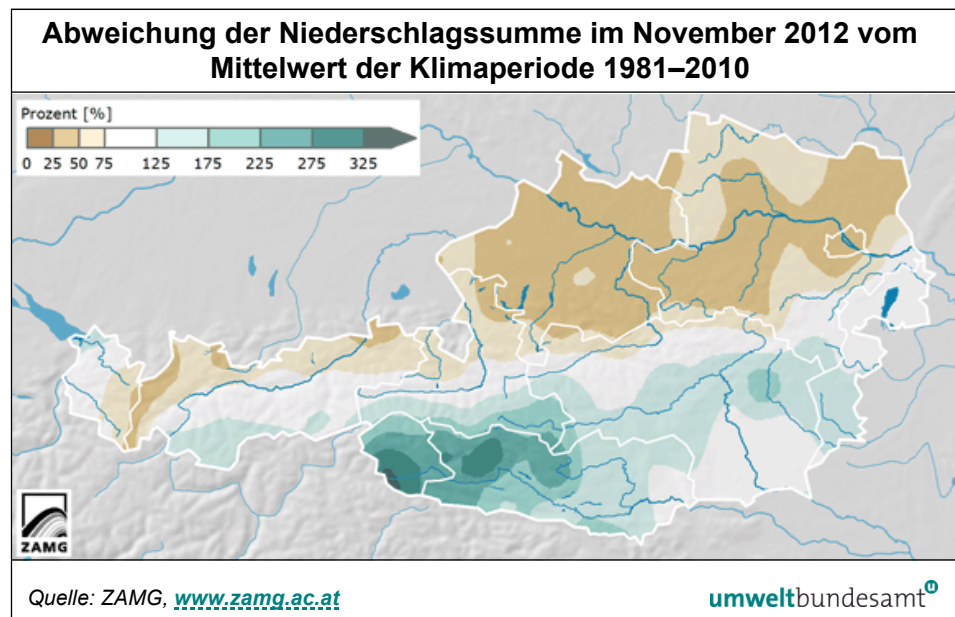 Abweichung der Niederschlagssumme im November 2012 vom
Mittelwert der Klimaperiode 1981–2010
Prozent [%]
0 25 50 75 125 175 225 275 325
ZAMG
Quelle: ZAMG, www.zamg.ac.at
umweltbundesamt u